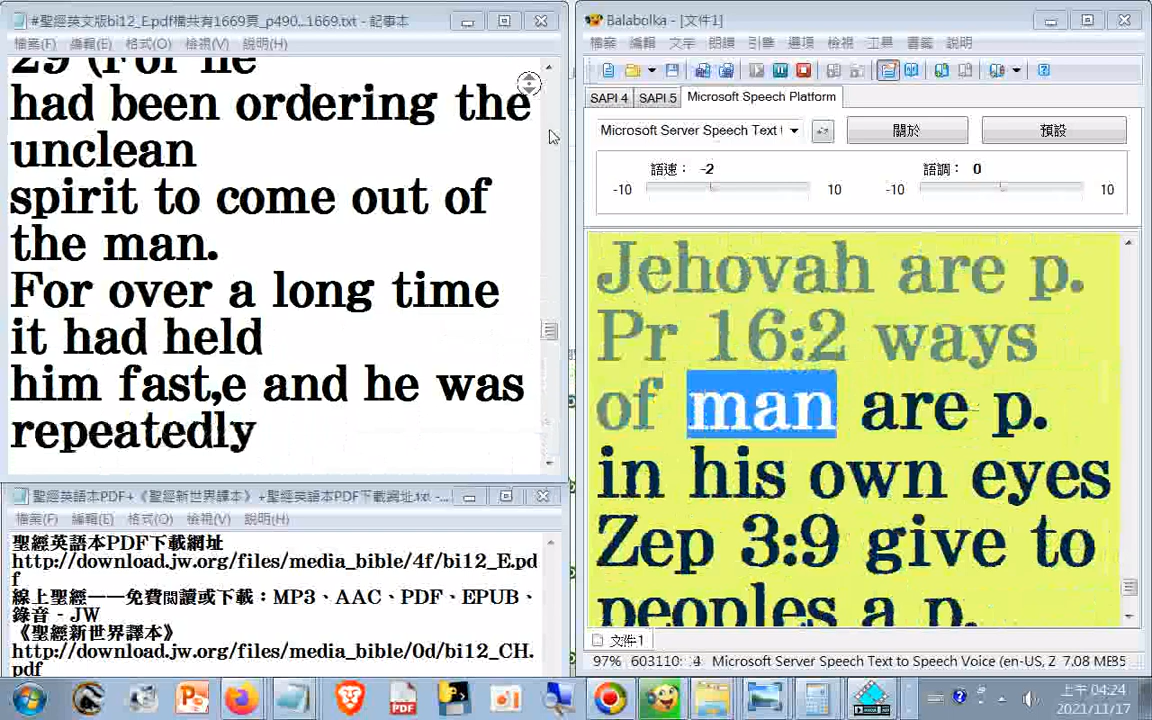 #聖經英文版bi12_E.pdf橫共有1669頁_p490...1669.txt - 記事本
檔案(F) 編輯(E) 格式(O) 檢視(V) 說明(H)
29 (For he
had been ordering the
unclean
spirit to come out of
the man.
For over a long time
it had held
him fast,e and he was
repeatedly
聖經英語本PDF+《聖經新世界譯本》+聖經英語本PDF下載網址.txt -...
檔案(F) 編輯(E) 格式(O) 檢視(V) 說明(H)
聖經英語本PDF下載網址
http://download.jw.org/files/media_bible/4f/bi12_E.pd
f
線上聖經——免費閱讀或下載：MP3、AAC、PDF、EPUB、
錄音 - JW
《聖經新世界譯本》
http://download.jw.org/files/media_bible/0d/bi12_CH.
pdf
Balabolka - [文件1]
檔案 編輯 文字 朗讀 引擎 選項 檢視 工具 書籤 說明
SAPI 4 SAPI 5 Microsoft Speech Platform
Microsoft Server Speech Text 關於 預設
語速： -2 語調： 0
-10 10 -10 10
Jehovah are p.
Pr 16:2 ways
of man are p.
in his own eyes
Zep 3:9 give to
peoples a p.
文件1
97% 603110: :4 Microsoft Server Speech Text to Speech Voice (en-US, Z 7.08 MB
上午 04:24
2021/11/17